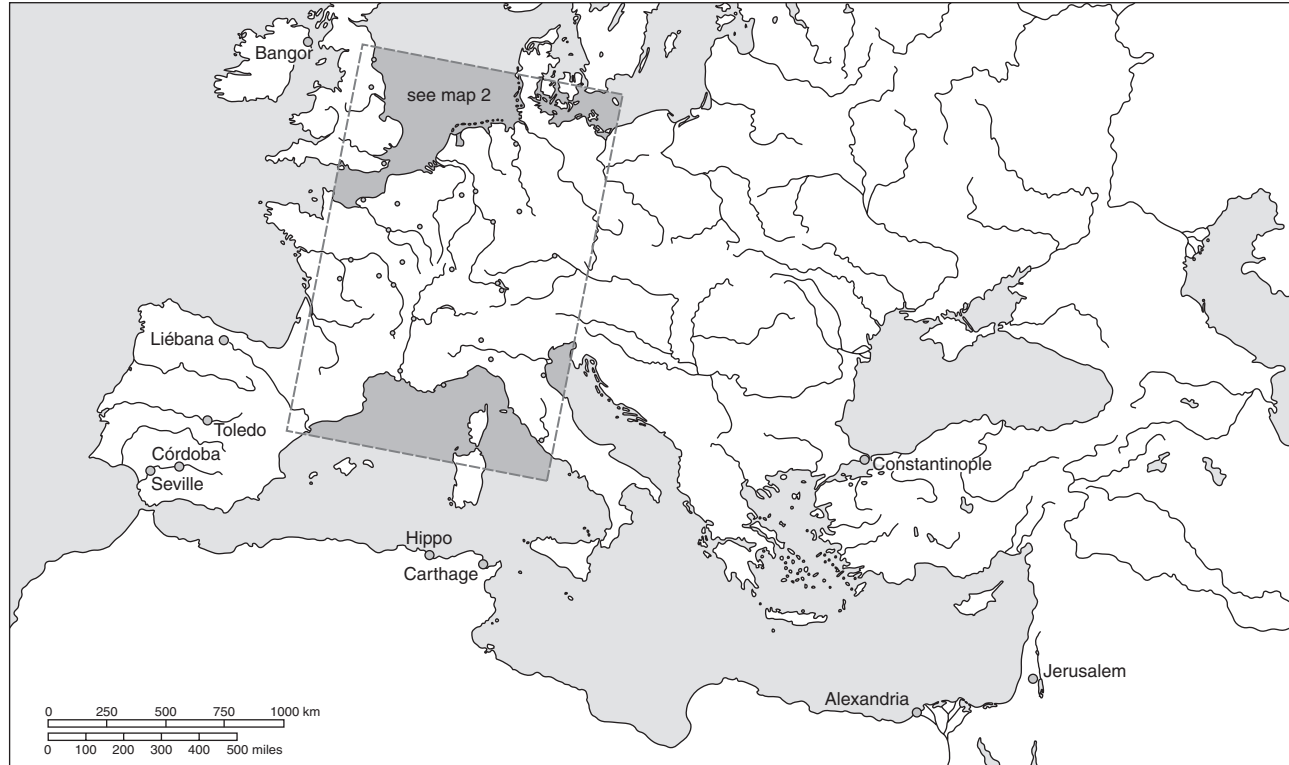 Bangor
see map 2
Liébana
Toledo
Córdoba
Seville
Constantinople
Hippo
Carthage
Jerusalem
Alexandria
0 250 500 750 1000 km
0 100 200 300 400 500 miles